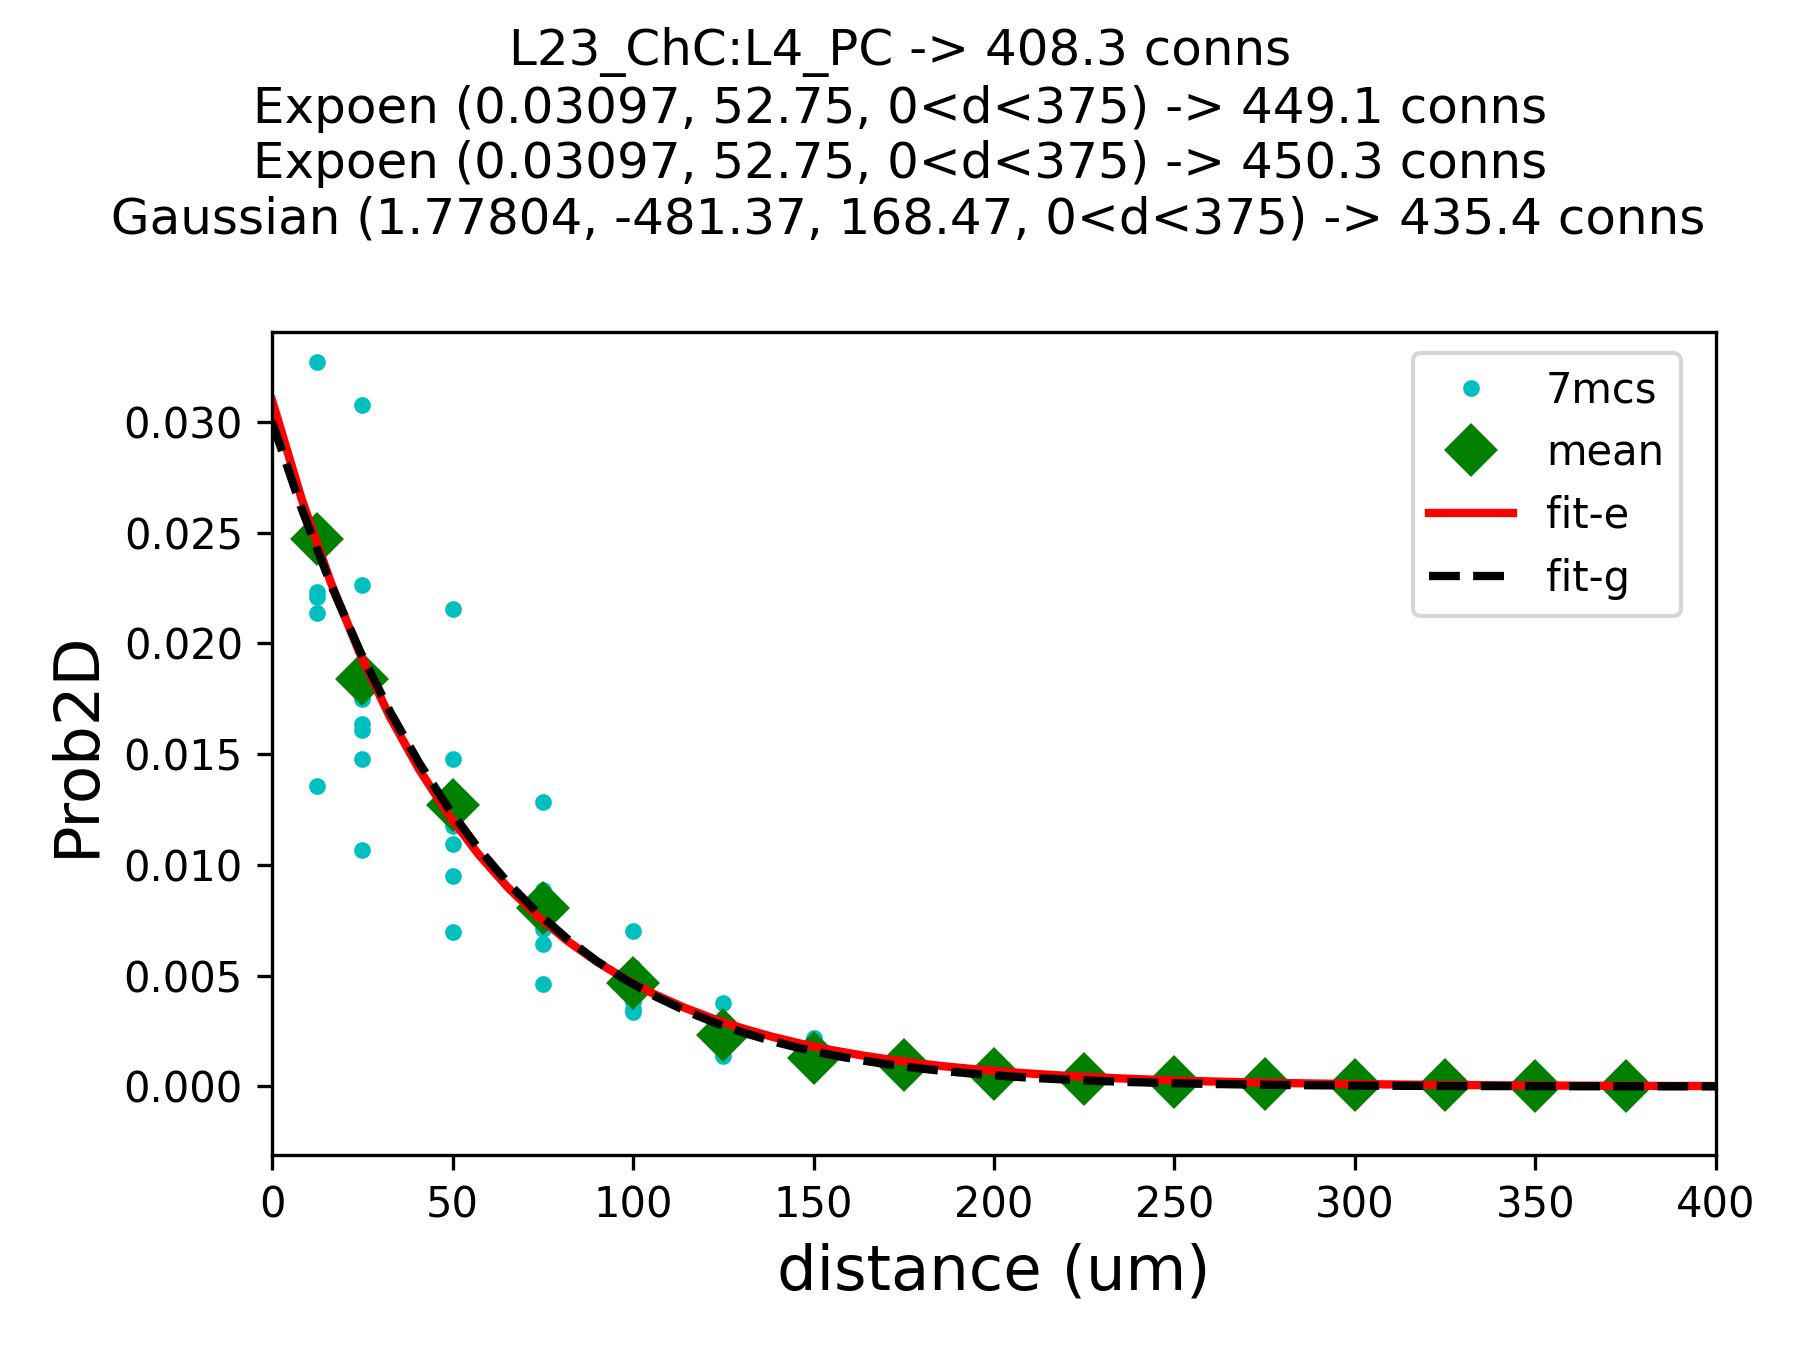 L23_ChC:L4_PC -> 408.3 conns
Expoen (0.03097, 52.75, 0<d<375) -> 449.1 conns
Expoen (0.03097, 52.75, 0<d<375) -> 450.3 conns
Gaussian (1.77804, -481.37, 168.47, 0<d<375) -> 435.4 conns
7mcs
mean
fit-e
fit-g
Prob2D
0.030
0.025
0.020
0.015
0.010
0.005
0.000
0 50 100 150 200 250 300 350 400
distance (um)